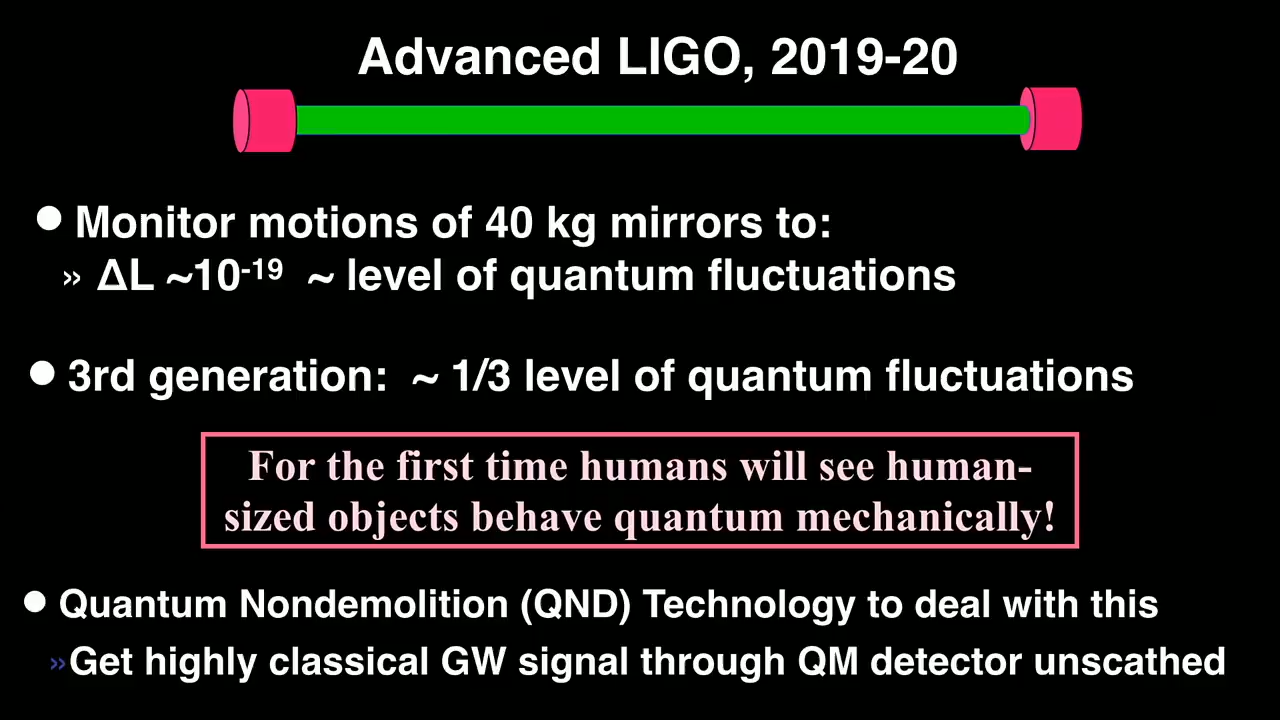 Advanced LIGO, 2019-20
● Monitor motions of 40 kg mirrors to:
» ΔL ~10⁻¹⁹ ~ level of quantum fluctuations
● 3rd generation: ~ 1/3 level of quantum fluctuations
For the first time humans will see human-
sized objects behave quantum mechanically!
● Quantum Nondemolition (QND) Technology to deal with this
»Get highly classical GW signal through QM detector unscathed